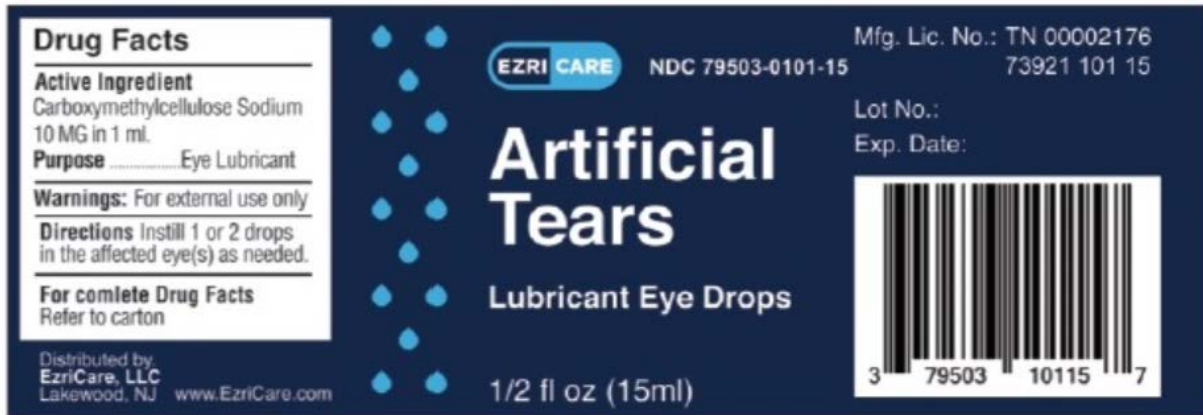 Drug Facts
Active Ingredient
Carboxymethylcellulose Sodium
10 MG in 1 ml.
Purpose ..................Eye Lubricant
Warnings: For external use only
Directions Instill 1 or 2 drops
in the affected eye(s) as needed.
For comlete Drug Facts
Refer to carton
Distributed by.
EzriCare, LLC
Lakewood, NJ www.EzriCare.com
EZRI CARE NDC 79503-0101-15
Artificial
Tears
Lubricant Eye Drops
1/2 fl oz (15ml)
Mfg. Lic. No.: TN 00002176
73921 101 15
Lot No.:
Exp. Date:
3 79503 10115 7